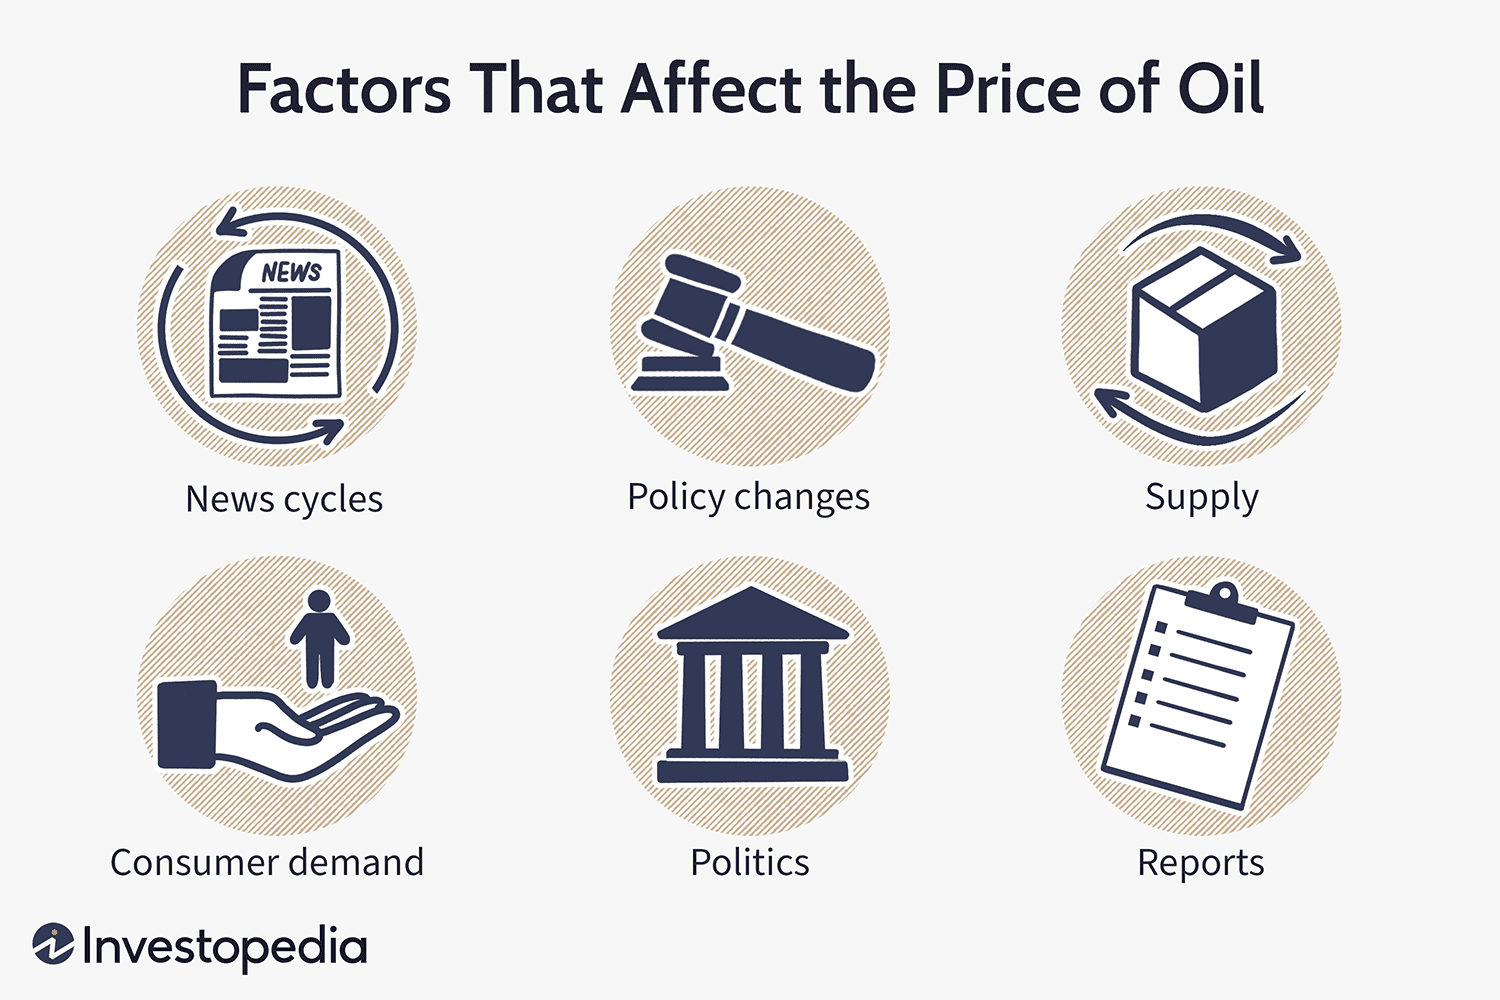 Factors That Affect the Price of Oil
NEWS
News cycles
Policy changes
Supply
Consumer demand
Politics
Reports
Investopedia